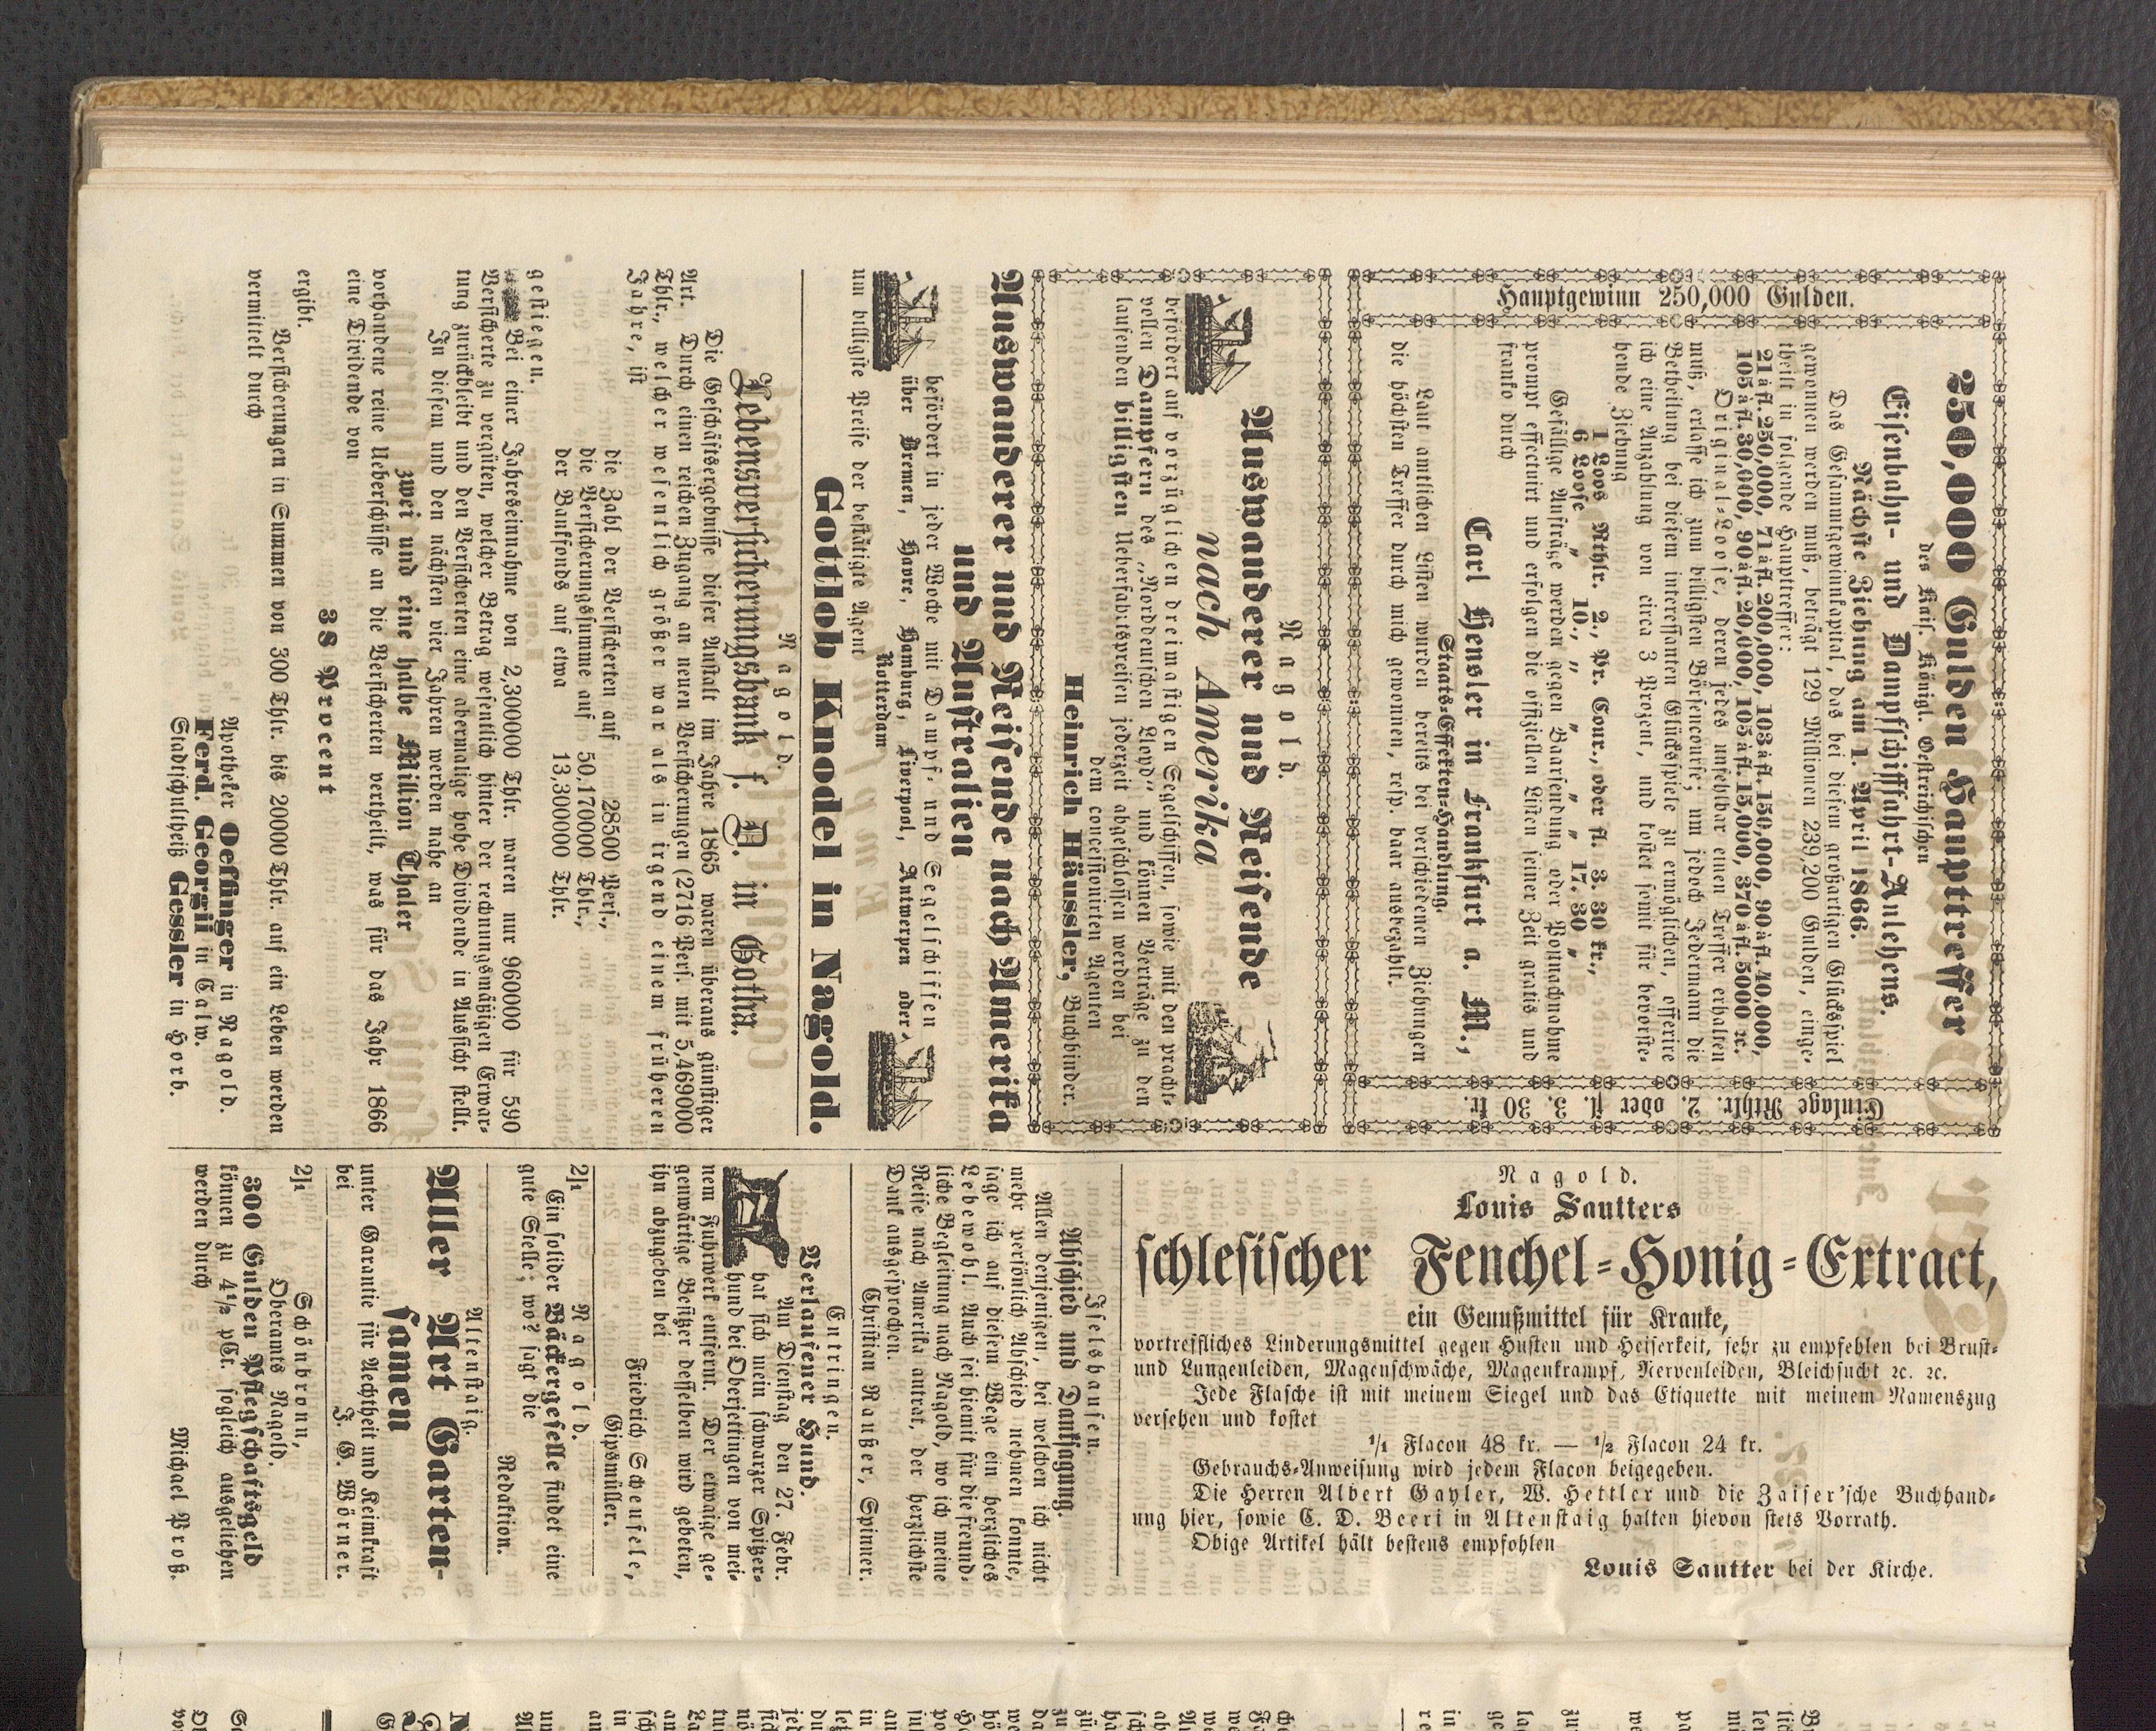 Hauptgewinn 250,000 Gulden.
250,000 Gulden Haupttreffer
des Kais. Königl. Oestreichischen
Eisenbahn- und Dampfschifffahrt-Anlehens.
Nächste Ziehung am 1. April 1866.
Das Gesammtgewinnkapital, das bei diesem großartigen Glücksspiel
gewonnen werden muß, beträgt 129 Millionen 239,200 Gulden, einge-
theilt in folgende Haupttreffer:
21 à fl. 250,000, 71 à fl. 200,000, 103 à fl. 150,000, 90 à fl. 40,000,
105 à fl. 30,000, 90 à fl. 20,000, 105 à fl. 15,000, 370 à fl. 5000 ꝛc.
Original-Loose, deren jedes unfehlbar einen Treffer erhalten
muß, erlasse ich zum billigsten Börsencourse; um jedoch Jedermann die
Betheilung bei diesem interessanten Glücksspiele zu ermöglichen, offerire
ich eine Anzahlung von circa 3 Prozent, und kostet somit für bevorste-
hende Ziehung
1 Loos Rthlr. 2., Pr. Cour., oder fl. 3. 30 kr.,
6 Loose „ 10., „ „ „ „ 17. 30 „
Gefällige Aufträge werden gegen Baarsendung oder Postnachnahme
prompt effectuirt und erfolgen die offiziellen Listen seiner Zeit gratis und
franko durch
Carl Hensler in Frankfurt a. M.,
Staats-Effekten-Handlung.
Laut amtlichen Listen wurden bereits bei verschiedenen Ziehungen
die höchsten Treffer durch mich gewonnen, resp. baar ausbezahlt.
Einlage Rthlr. 2. oder fl. 3. 30 kr.
Nagold.
Auswanderer und Reisende
nach Amerika
befördert auf vorzüglichen dreimastigen Segelschiffen, sowie mit den pracht-
vollen Dampfern des „Norddeutschen Lloyd“ und können Verträge zu den
laufenden billigsten Ueberfahrtspreisen jederzeit abgeschlossen werden bei
dem concessionirten Agenten
Heinrich Häussler, Buchbinder.
Auswanderer und Reisende nach Amerika
und Australien
befördert in jeder Woche mit Dampf- und Segelschiffen
über Bremen, Havre, Hamburg, Liverpol, Antwerpen oder
Rotterdam
um billigste Preise der bestätigte Agent
Gottlob Knodel in Nagold.
Nagold.
Lebensversicherungsbank f. D. in Gotha.
Die Geschäftsergebnisse dieser Anstalt im Jahre 1865 waren überaus günstiger
Art. Durch einen reichen Zugang an neuen Versicherungen (2716 Pers. mit 5,469000
Thlr., welcher wesentlich größer war als in irgend einem früheren
Jahre, ist
die Zahl der Versicherten auf 28500 Pers.,
die Versicherungssumme auf 50,170000 Thlr.,
der Bankfonds auf etwa 13,300000 Thlr.
gestiegen.
Bei einer Jahreseinnahme von 2,300000 Thlr. waren nur 960000 für 590
Versicherte zu vergüten, welcher Betrag wesentlich hinter der rechnungsmäßigen Erwar-
tung zurückbleibt und den Versicherten eine abermalige hohe Dividende in Aussicht stellt.
In diesen und den nächsten vier Jahren werden nahe an
zwei und eine halbe Million Thaler
vorhandene reine Ueberschüsse an die Versicherten vertheilt, was für das Jahr 1866
eine Dividende von
38 Procent
ergibt.
Versicherungen in Summen von 300 Thlr. bis 20000 Thlr. auf ein Leben werden
vermittelt durch
Apotheker Oeffinger in Nagold.
Ferd. Georgii in Calw.
Stadtschultheiß Gessler in Horb.
Nagold.
Louis Sautters
schlesischer Fenchel-Honig-Extract,
ein Genußmittel für Kranke,
vortreffliches Linderungsmittel gegen Husten und Heiserkeit, sehr zu empfehlen bei Brust-
und Lungenleiden, Magenschwäche, Magenkrampf, Nervenleiden, Bleichsucht ꝛc. ꝛc.
Jede Flasche ist mit meinem Siegel und das Etiquette mit meinem Namenszug
versehen und kostet
1/1 Flacon 48 kr. — 1/2 Flacon 24 kr.
Gebrauchs-Anweisung wird jedem Flacon beigegeben.
Die Herren Albert Gayler, W. Hettler und die Zaiser'sche Buchhand-
ung hier, sowie C. D. Beeri in Altenstaig halten hievon stets Vorrath.
Obige Artikel hält bestens empfohlen
Louis Sautter bei der Kirche.
Iselshausen.
Abschied und Danksagung.
Allen denjenigen, bei welchen ich nicht
mehr persönlich Abschied nehmen konnte,
sage ich auf diesem Wege ein herzliches
Lebewohl. Auch sei hiemit für die freund-
liche Begleitung nach Nagold, wo ich meine
Reise nach Amerika antrat, der herzlichste
Dank ausgesprochen.
Christian Raußer, Spinner.
Entringen.
Verlaufener Hund.
Am Dienstag den 27. Febr.
hat sich mein schwarzer Spitzer-
hund bei Oberjettingen von mei-
nem Fuhrwerk entfernt. Der etwaige ge-
genwärtige Besitzer desselben wird gebeten,
ihn abzugeben bei
Friedrich Scheufele,
Gipsmüller.
Nagold.
2/1
Ein solider Bäckergeselle findet eine
gute Stelle; wo? sagt die
Redaktion.
Altenstaig.
Aller Art Garten-
samen
unter Garantie für Aechtheit und Keimkraft
bei
J. G. Wörner.
Schönbronn,
2/1
Oberamts Nagold.
300 Gulden Pflegschaftsgeld
können zu 4½ pCt. sogleich ausgeliehen
werden durch
Michael Proß.